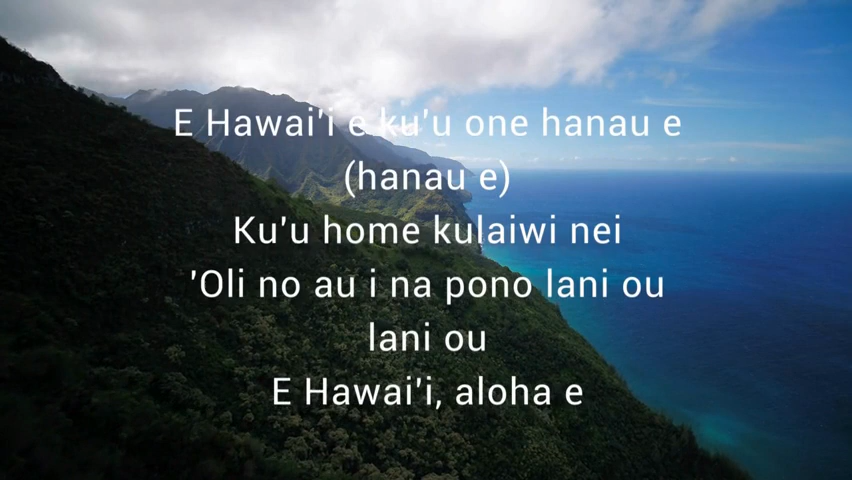 E Hawai'i e ku'u one hanau e
(hanau e)
Ku'u home kulaiwi nei
'Oli no au i na pono lani ou
lani ou
E Hawai'i, aloha e